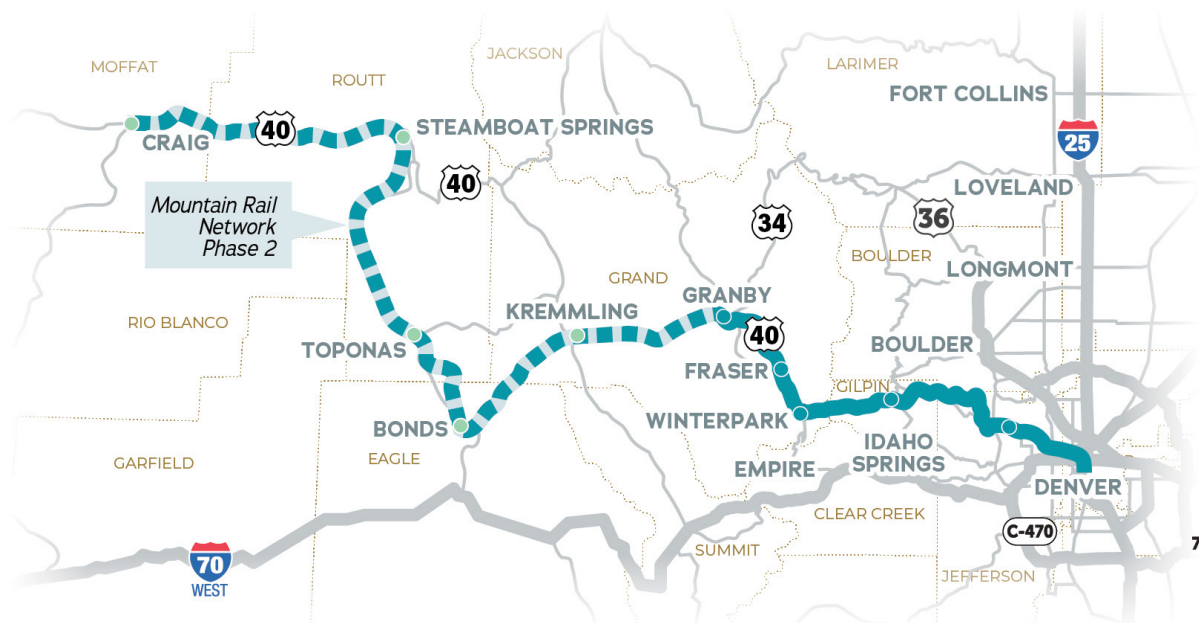 MOFFAT
ROUTT
JACKSON
LARIMER
FORT COLLINS
CRAIG
40
STEAMBOAT SPRINGS
25
40
LOVELAND
Mountain Rail
Network
Phase 2
34
36
BOULDER
LONGMONT
GRAND
GRANBY
KREMMLING
RIO BLANCO
TOPONAS
40
BOULDER
FRASER
GILPIN
WINTERPARK
BONDS
IDAHO
SPRINGS
GARFIELD
EAGLE
EMPIRE
DENVER
CLEAR CREEK
C-470
7
SUMMIT
70
WEST
JEFFERSON